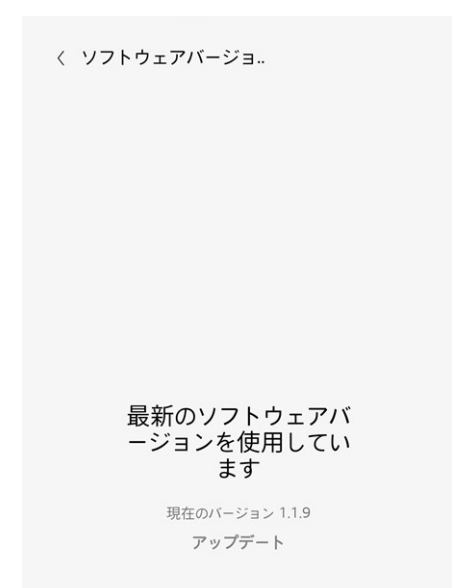 〈 ソフトウェアバージョ..
最新のソフトウェアバ
ージョンを使用してい
ます
現在のバージョン 1.1.9
アップデート